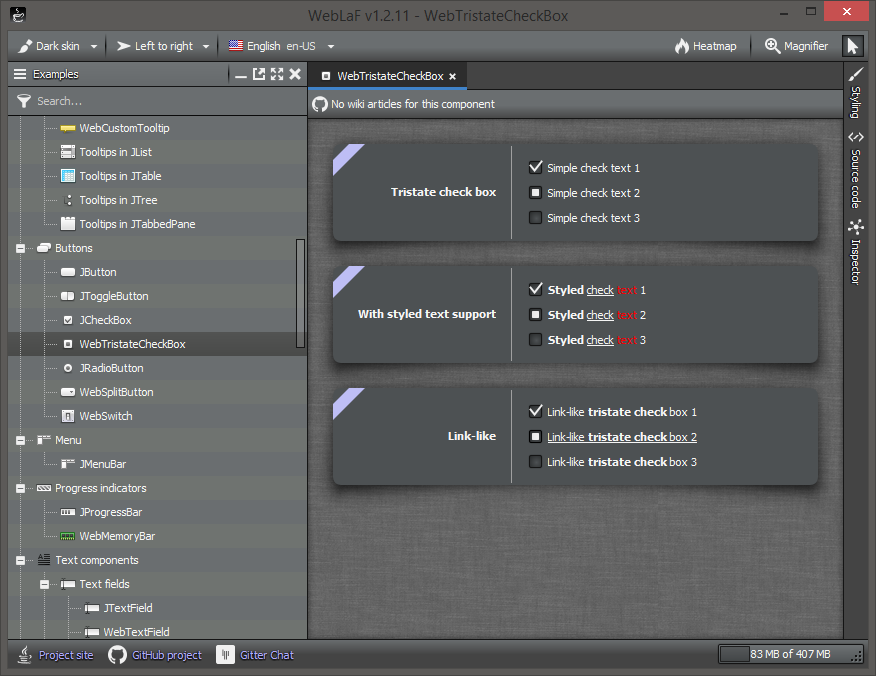 WebLaF v1.2.11 - WebTristateCheckBox
Dark skin
Left to right
English en-US
Heatmap
Magnifier
Examples
Search...
WebCustomTooltip
Tooltips in JList
Tooltips in JTable
Tooltips in JTree
Tooltips in JTabbedPane
Buttons
JButton
JToggleButton
JCheckBox
WebTristateCheckBox
JRadioButton
WebSplitButton
WebSwitch
Menu
JMenuBar
Progress indicators
JProgressBar
WebMemoryBar
Text components
Text fields
JTextField
WebTextField
WebTristateCheckBox
No wiki articles for this component
Tristate check box
Simple check text 1
Simple check text 2
Simple check text 3
With styled text support
Styled check text 1
Styled check text 2
Styled check text 3
Link-like
Link-like tristate check box 1
Link-like tristate check box 2
Link-like tristate check box 3
Styling
Source code
Inspector
Project site
GitHub project
Gitter Chat
83 MB of 407 MB